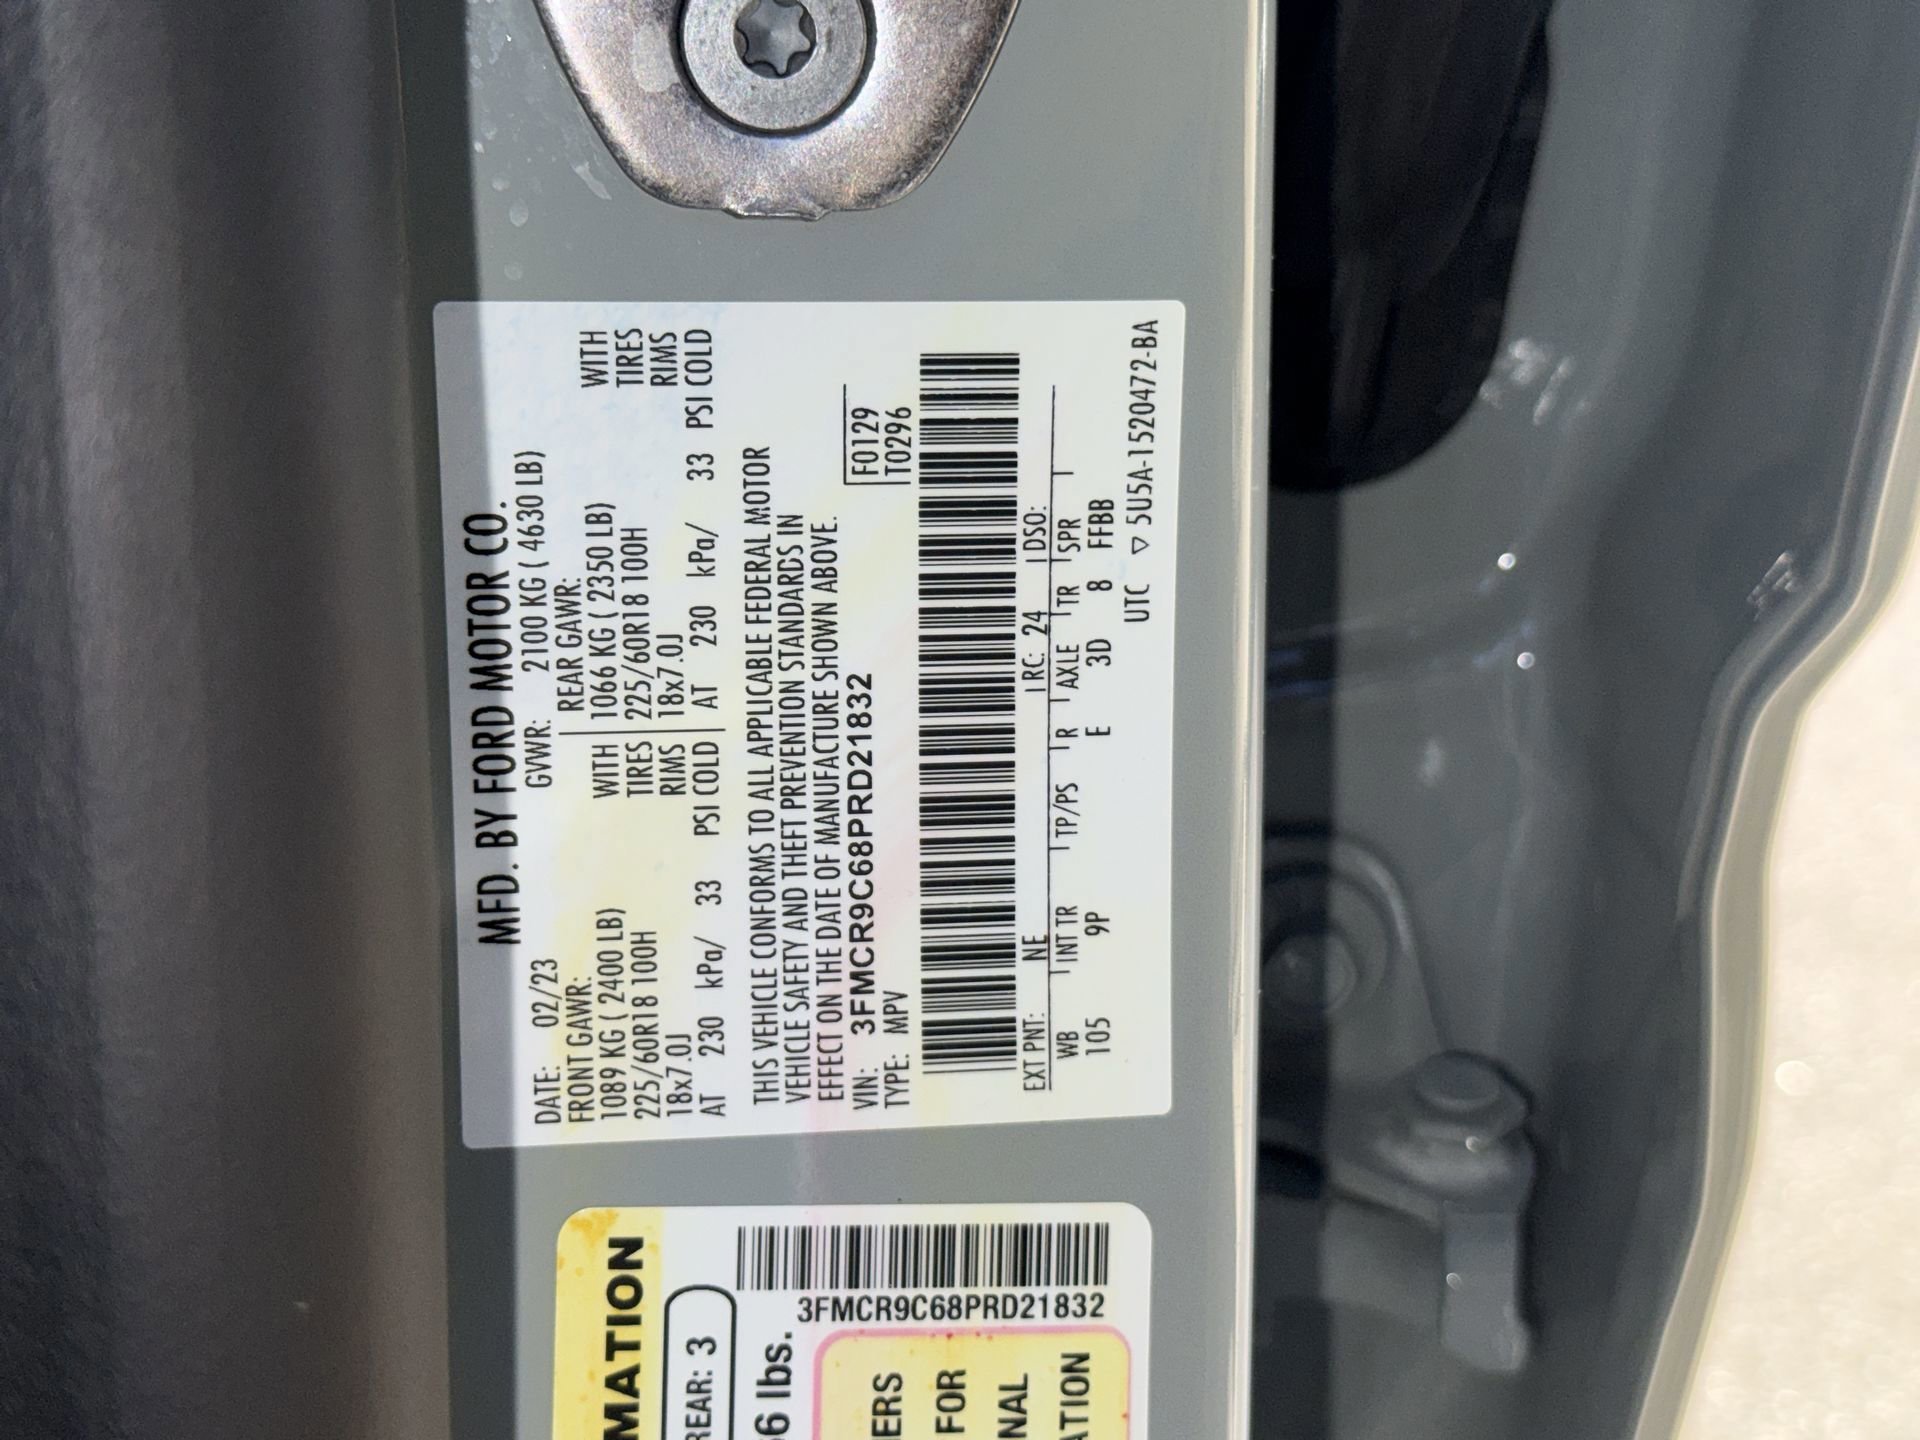 MFD. BY FORD MOTOR CO.
DATE: 02/23 GVWR: 2100 KG ( 4630 LB)
FRONT GAWR: REAR GAWR:
1089 KG ( 2400 LB) WITH 1066 KG ( 2350 LB) WITH
225/60R18 100H TIRES 225/60R18 100H TIRES
18x7.0J RIMS 18x7.0J RIMS
AT 230 kPa/ 33 PSI COLD AT 230 kPa/ 33 PSI COLD
THIS VEHICLE CONFORMS TO ALL APPLICABLE FEDERAL MOTOR
VEHICLE SAFETY AND THEFT PREVENTION STANDARDS IN
EFFECT ON THE DATE OF MANUFACTURE SHOWN ABOVE.
VIN: 3FMCR9C68PRD21832 F0129
TYPE: MPV T0296
EXT PNT: NE RC: 24 DSO:
WB INT TR TP/PS R AXLE TR SPR
105 9P E 3D 8 FFBB
UTC ▽ 5U5A-1520472-BA
MATION
REAR: 3
66 lbs.
3FMCR9C68PRD21832
FOR